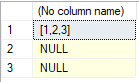 (No column name)
1 [1,2,3]
2 NULL
3 NULL